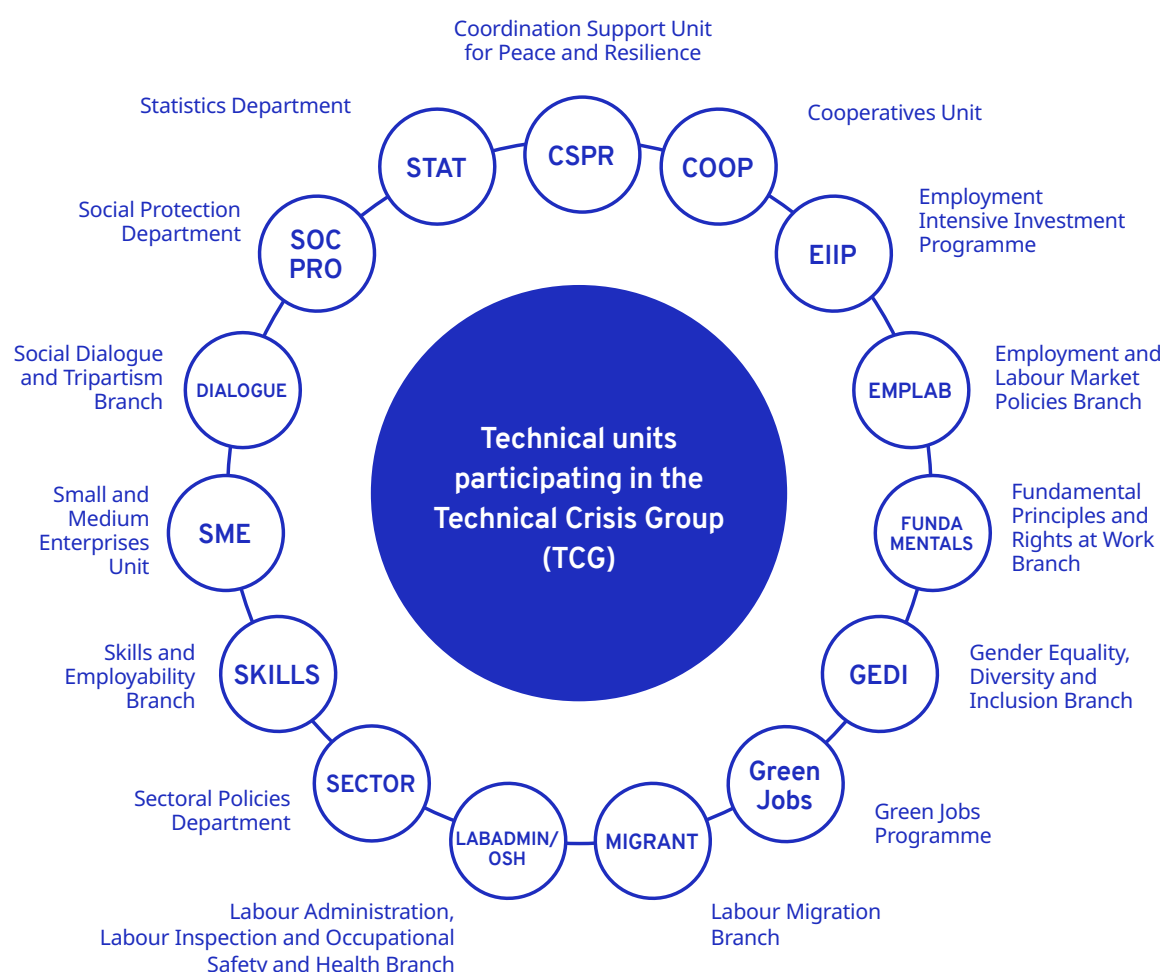 Coordination Support Unit
for Peace and Resilience
CSPR
Cooperatives Unit
COOP
Employment
Intensive Investment
Programme
EIIP
Employment and
Labour Market
Policies Branch
EMPLAB
Fundamental
Principles and
Rights at Work
Branch
FUNDA
MENTALS
Gender Equality,
Diversity and
Inclusion Branch
GEDI
Green Jobs
Programme
Green
Jobs
Labour Migration
Branch
MIGRANT
Labour Administration,
Labour Inspection and Occupational
Safety and Health Branch
LABADMIN/
OSH
Sectoral Policies
Department
SECTOR
Skills and
Employability
Branch
SKILLS
Small and
Medium
Enterprises
Unit
SME
Social Dialogue
and Tripartism
Branch
DIALOGUE
Social Protection
Department
SOC
PRO
Statistics Department
STAT
Technical units
participating in the
Technical Crisis Group
(TCG)